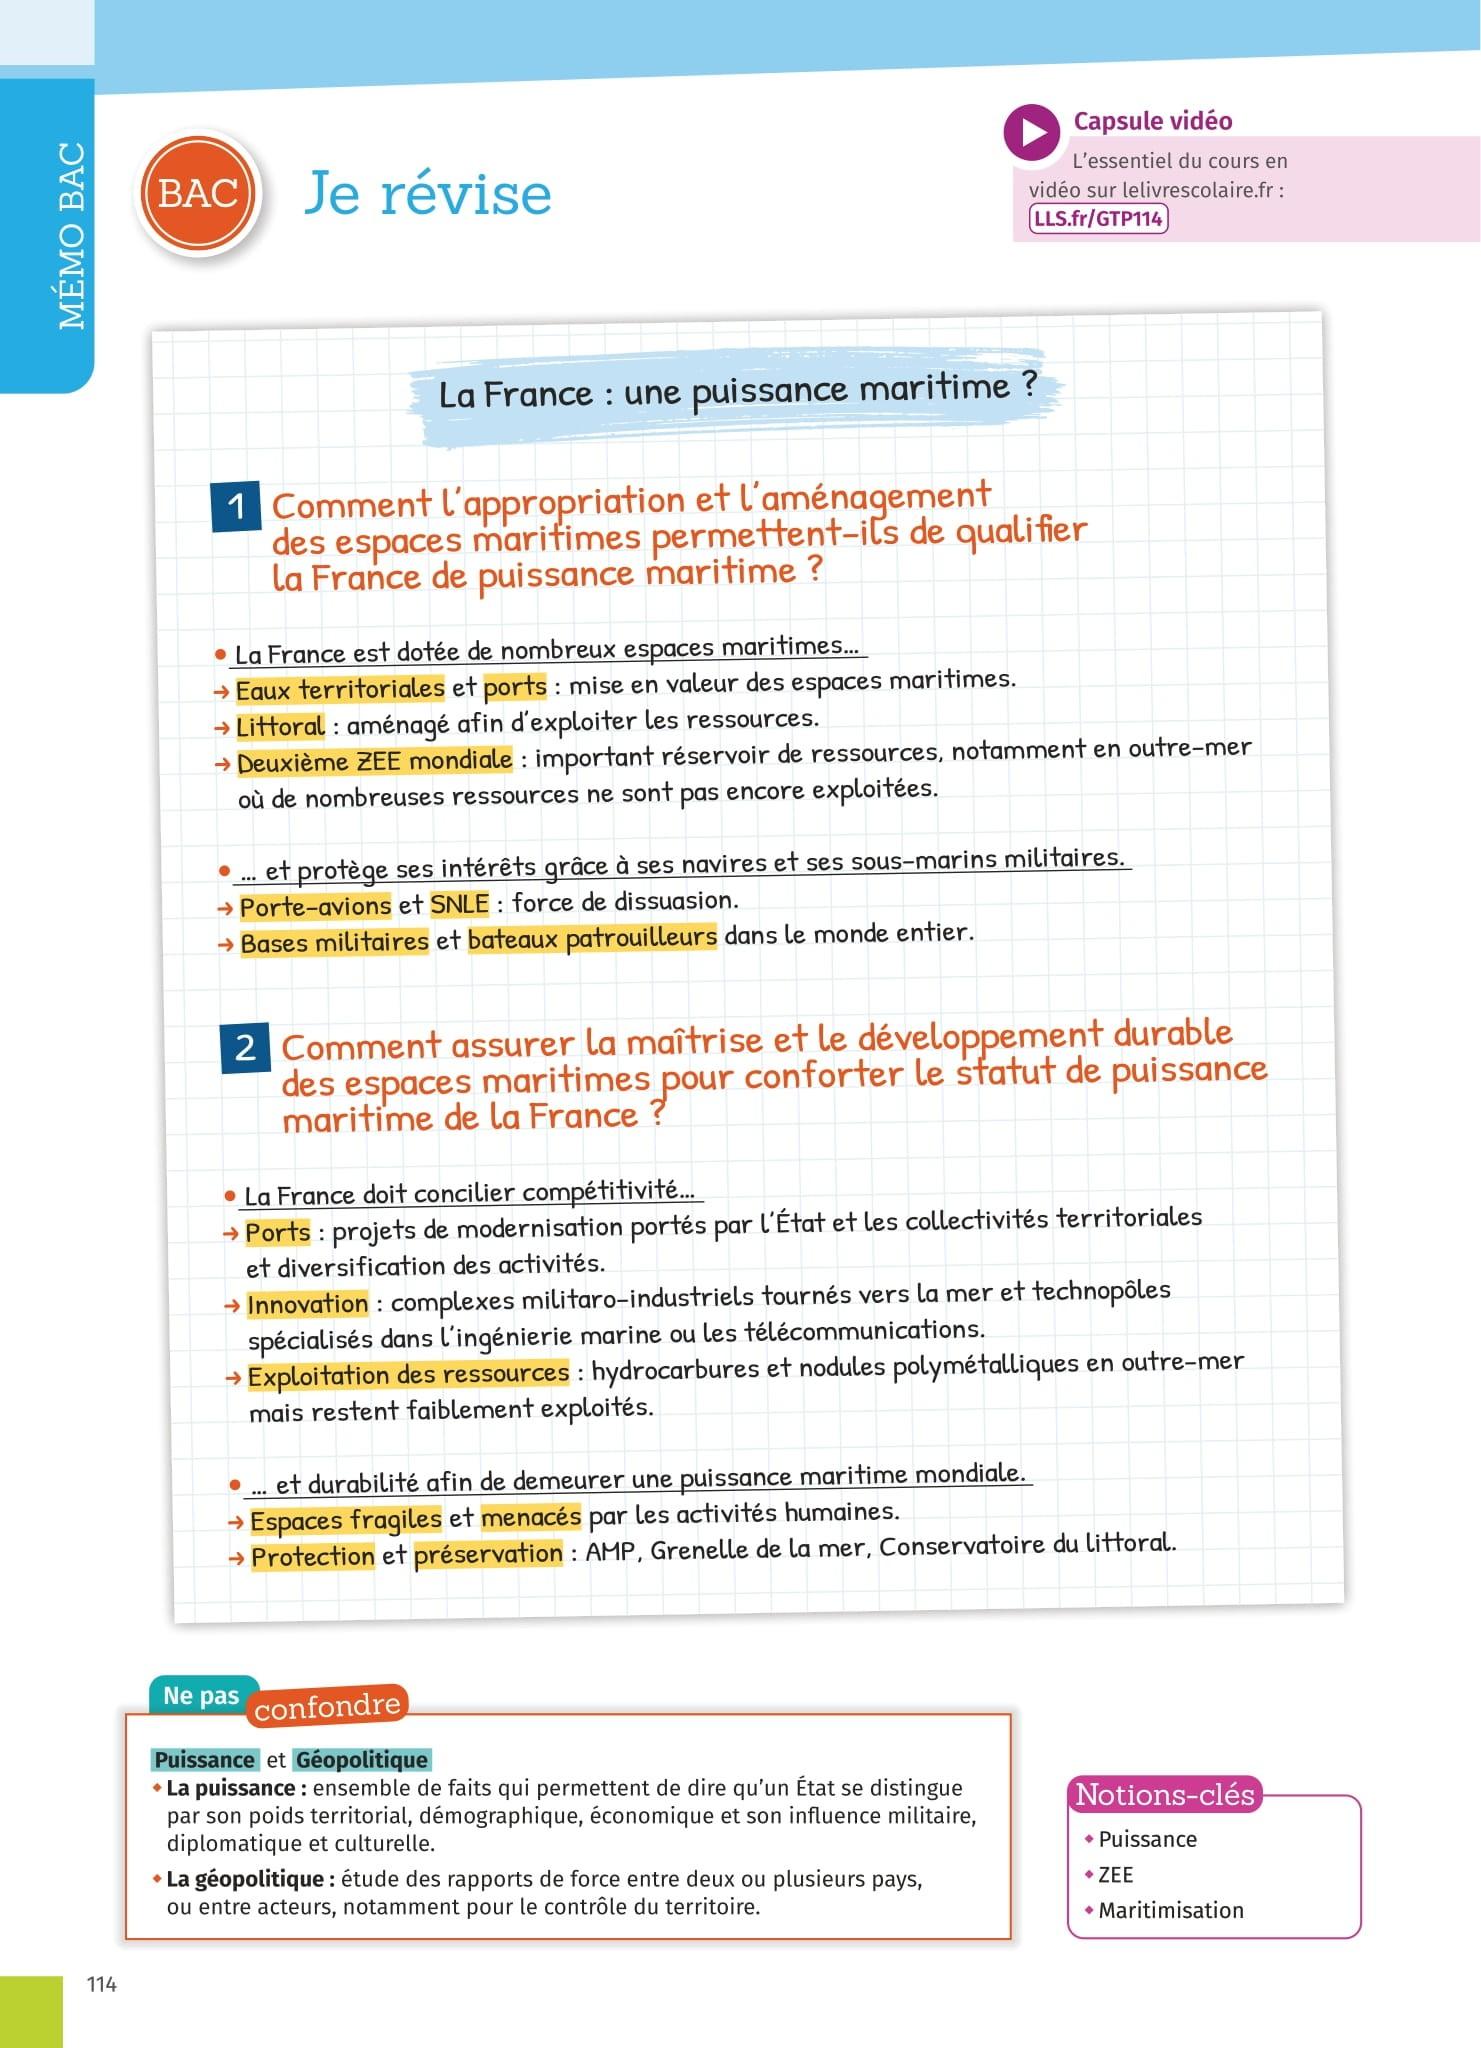 MÉMO BAC
BAC
Je révise
Capsule vidéo
L'essentiel du cours en
vidéo sur lelivrescolaire.fr :
LLS.fr/GTP114
La France : une puissance maritime ?
1 Comment l'appropriation et l'aménagement
des espaces maritimes permettent-ils de qualifier
la France de puissance maritime ?
• La France est dotée de nombreux espaces maritimes...
→ Eaux territoriales et ports : mise en valeur des espaces maritimes.
→ Littoral : aménagé afin d'exploiter les ressources.
→ Deuxième ZEE mondiale : important réservoir de ressources, notamment en outre-mer
où de nombreuses ressources ne sont pas encore exploitées.
• ... et protège ses intérêts grâce à ses navires et ses sous-marins militaires.
→ Porte-avions et SNLE : force de dissuasion.
→ Bases militaires et bateaux patrouilleurs dans le monde entier.
2 Comment assurer la maîtrise et le développement durable
des espaces maritimes pour conforter le statut de puissance
maritime de la France ?
• La France doit concilier compétitivité...
→ Ports : projets de modernisation portés par l'État et les collectivités territoriales
et diversification des activités.
→ Innovation : complexes militaro-industriels tournés vers la mer et technopôles
spécialisés dans l'ingénierie marine ou les télécommunications.
→ Exploitation des ressources : hydrocarbures et nodules polymétalliques en outre-mer
mais restent faiblement exploités.
• ... et durabilité afin de demeurer une puissance maritime mondiale.
→ Espaces fragiles et menacés par les activités humaines.
→ Protection et préservation : AMP, Grenelle de la mer, Conservatoire du littoral.
Ne pas confondre
Puissance et Géopolitique
◆ La puissance : ensemble de faits qui permettent de dire qu'un État se distingue
par son poids territorial, démographique, économique et son influence militaire,
diplomatique et culturelle.
◆ La géopolitique : étude des rapports de force entre deux ou plusieurs pays,
ou entre acteurs, notamment pour le contrôle du territoire.
Notions-clés
◆ Puissance
◆ ZEE
◆ Maritimisation
114